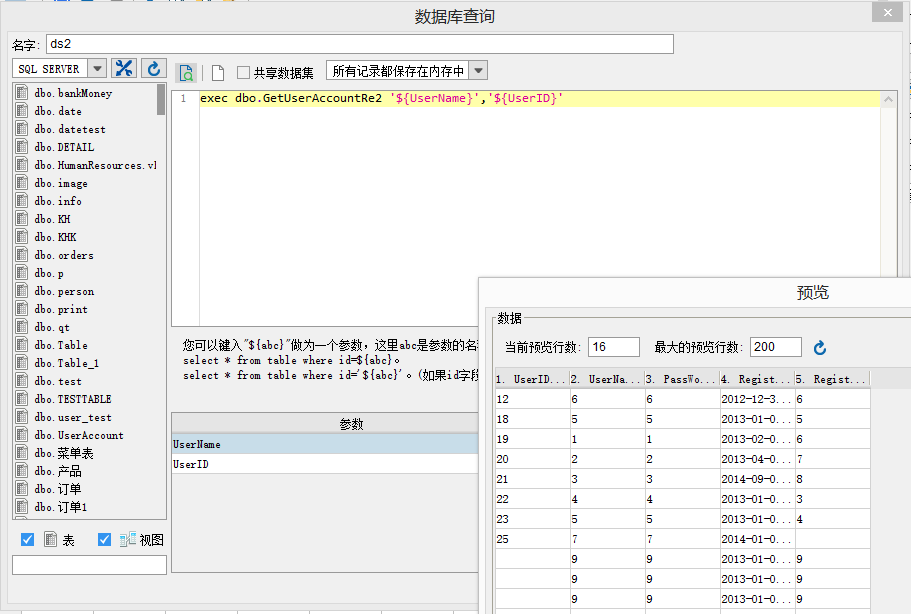 数据库查询
名字: ds2
SQL SERVER
共享数据集
所有记录都保存在内存中
dbo.bankMoney
dbo.date
dbo.datetest
dbo.DETAIL
dbo.HumanResources.
dbo.image
dbo.info
dbo.KH
dbo.KHK
dbo.orders
dbo.p
dbo.person
dbo.print
dbo.qt
dbo.Table
dbo.Table_1
dbo.test
dbo.TESTTABLE
dbo.user_test
dbo.UserAccount
dbo.菜单表
dbo.产品
dbo.订单
dbo.订单1
表 视图
1 exec dbo.GetUserAccountRe2 '${UserName}','${UserID}'
您可以键入"${abc}"做为一个参数，这里abc是参数的名
select * from table where id=${abc}。
select * from table where id='${abc}'。(如果id字段
参数
UserName
UserID
预览
数据
当前预览行数: 16 最大的预览行数: 200
1. UserID... 2. UserNa... 3. PassWo... 4. Regist... 5. Regist...
12 6 6 2012-12-3... 6
18 5 5 2013-01-0... 5
19 1 1 2013-02-0... 6
20 2 2 2013-04-0... 7
21 3 3 2014-09-0... 8
22 4 4 2013-01-0... 3
23 5 5 2013-01-0... 4
25 7 7 2014-01-0...
9 9 2013-01-0... 9
9 9 2013-01-0... 9
9 9 2013-01-0... 9